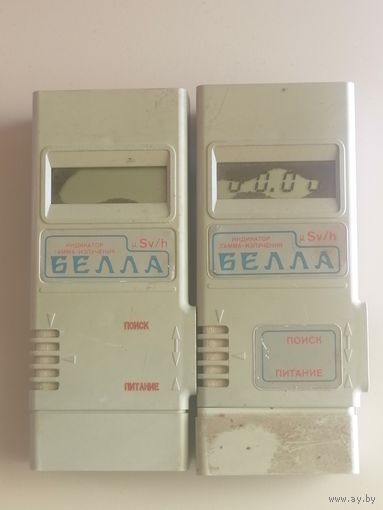 ИНДИКАТОР
ГАММА-ИЗЛУЧЕНИЯ
μSv/h
БЕЛЛА
ПОИСК
ПИТАНИЕ
0.0
ИНДИКАТОР
ГАММА-ИЗЛУЧЕНИЯ
μSv/h
БЕЛЛА
ПОИСК
ПИТАНИЕ
© www.ay.by